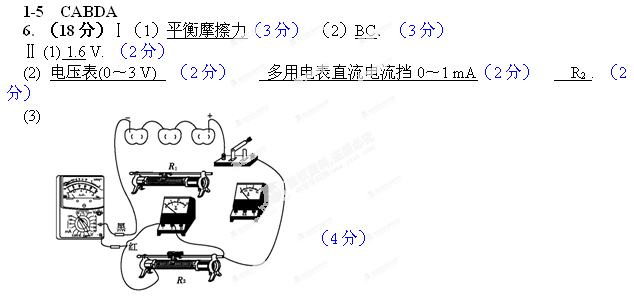 1-5 CABDA
6. （18分）Ⅰ（1）平衡摩擦力（3分） （2）BC. （3分）
Ⅱ (1) 1.6 V. （2分）
(2) 电压表(0～3 V) （2分） 多用电表直流电流挡 0～1 mA（2分） R₂ . （2
分）
(3)
－ ＋
R₁
黑
红
R₂
（4分）